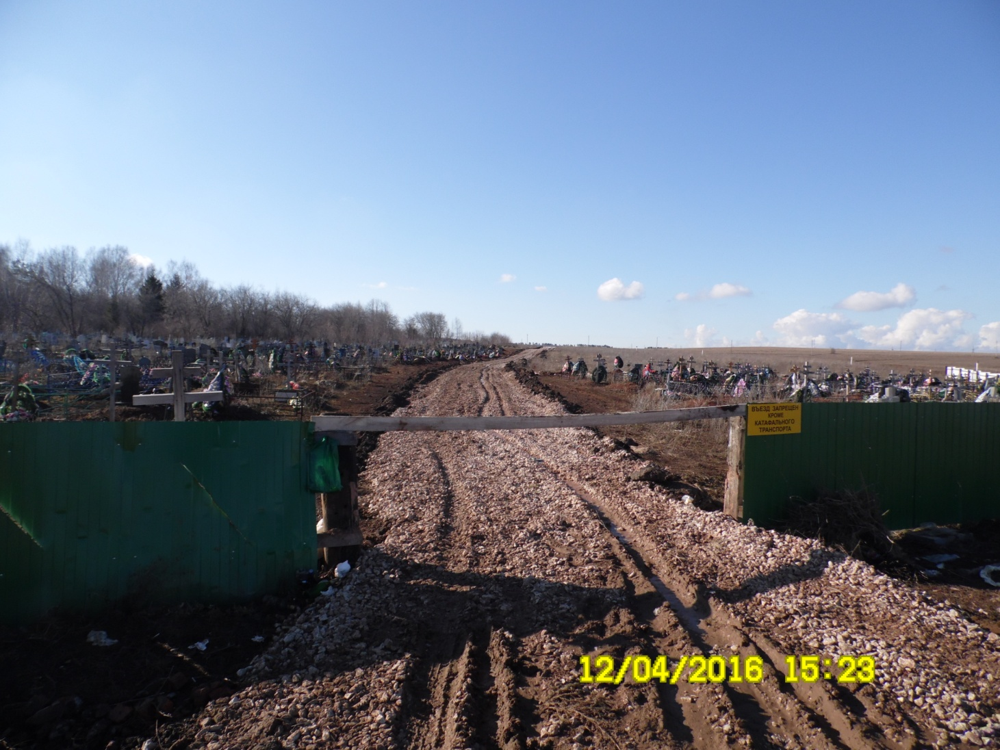 ВЪЕЗД ЗАПРЕЩЕН
КРОМЕ
КАТАФАЛЬНОГО
ТРАНСПОРТА
12/04/2016 15:23